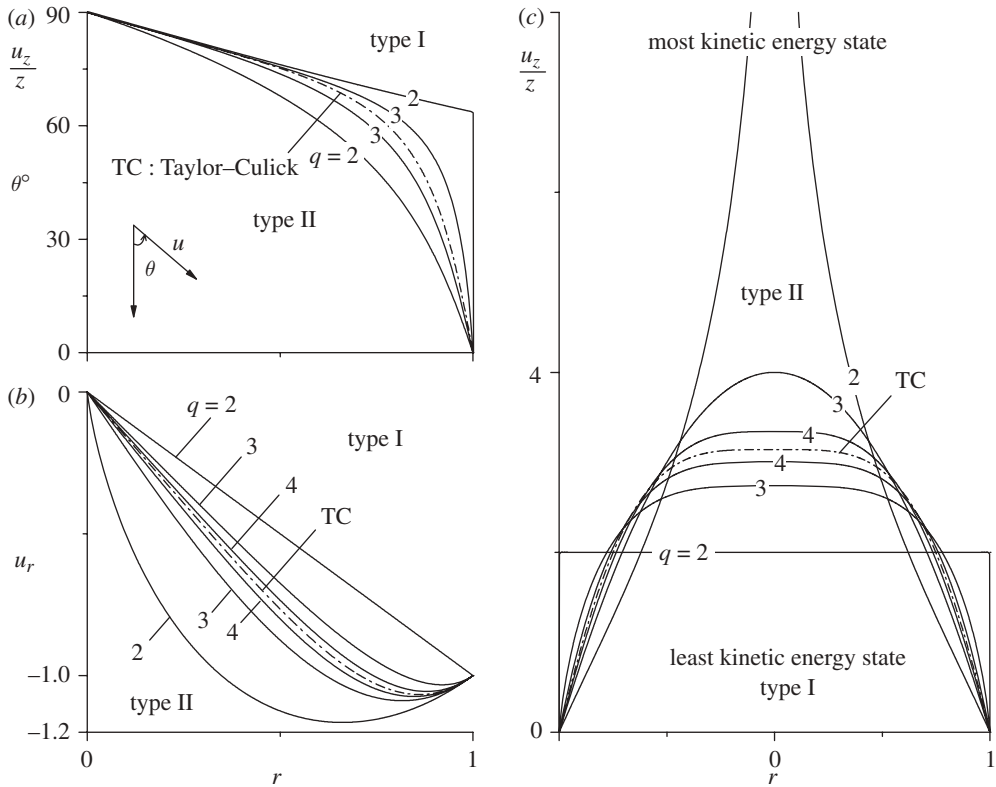 (a)
90
60
30
0
u_z
z
θ°
type I
2
3
3
q = 2
TC : Taylor–Culick
type II
u
θ
(b)
0
−1.0
−1.2
u_r
q = 2
3
4
TC
type I
3
4
2
type II
0
1
r
(c)
u_z
z
most kinetic energy state
type II
4
2
TC
3
4
4
3
q = 2
least kinetic energy state
type I
0
0
1
r